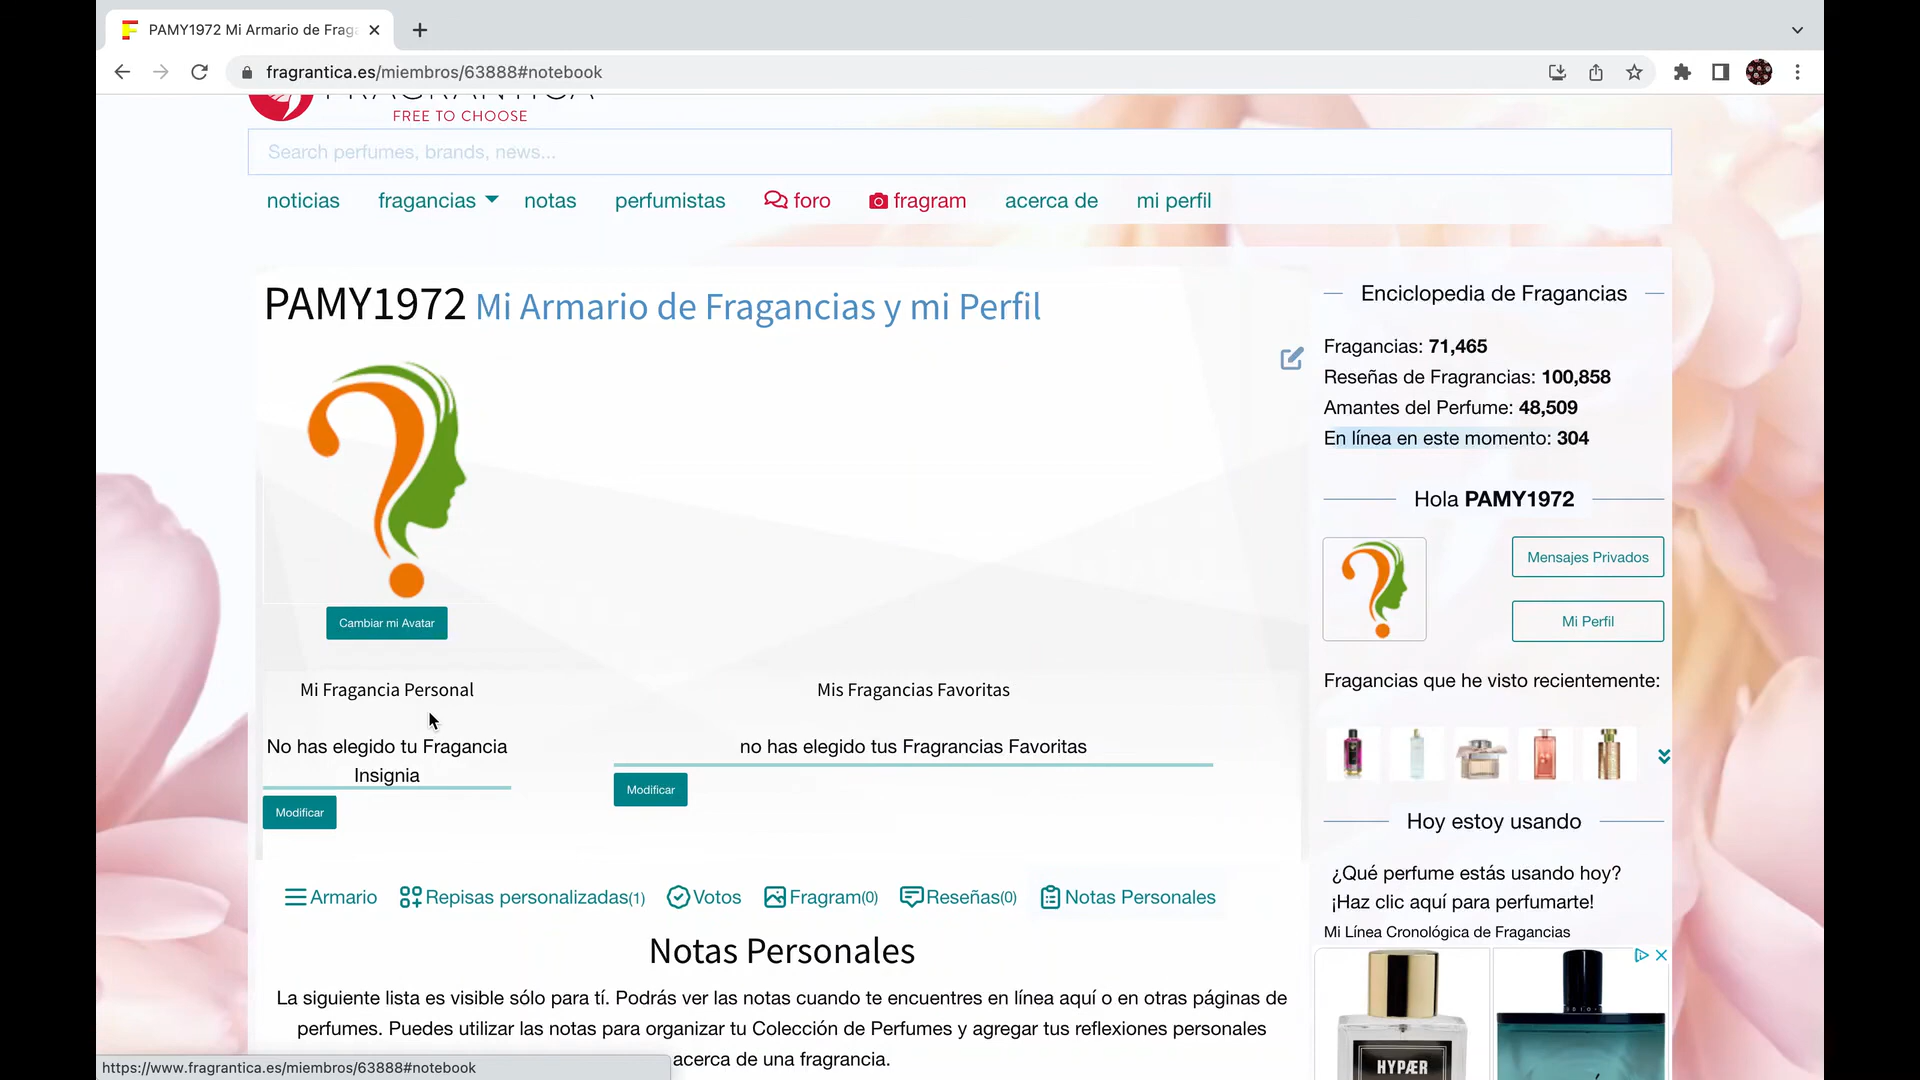 PAMY1972 Mi Armario de Frag
fragrantica.es/miembros/63888#notebook
FRAGRANTICA
FREE TO CHOOSE
Search perfumes, brands, news...
noticias fragancias notas perfumistas foro fragram acerca de mi perfil
PAMY1972 Mi Armario de Fragancias y mi Perfil
Cambiar mi Avatar
Mi Fragancia Personal
No has elegido tu Fragancia
Insignia
Modificar
Mis Fragancias Favoritas
no has elegido tus Fragrancias Favoritas
Modificar
Armario Repisas personalizadas(1) Votos Fragram(0) Reseñas(0) Notas Personales
Notas Personales
La siguiente lista es visible sólo para tí. Podrás ver las notas cuando te encuentres en línea aquí o en otras páginas de
perfumes. Puedes utilizar las notas para organizar tu Colección de Perfumes y agregar tus reflexiones personales
acerca de una fragrancia.
Enciclopedia de Fragancias
Fragancias: 71,465
Reseñas de Fragrancias: 100,858
Amantes del Perfume: 48,509
En línea en este momento: 304
Hola PAMY1972
Mensajes Privados
Mi Perfil
Fragancias que he visto recientemente:
Hoy estoy usando
¿Qué perfume estás usando hoy?
¡Haz clic aquí para perfumarte!
Mi Línea Cronológica de Fragancias
HYPÆR
https://www.fragrantica.es/miembros/63888#notebook